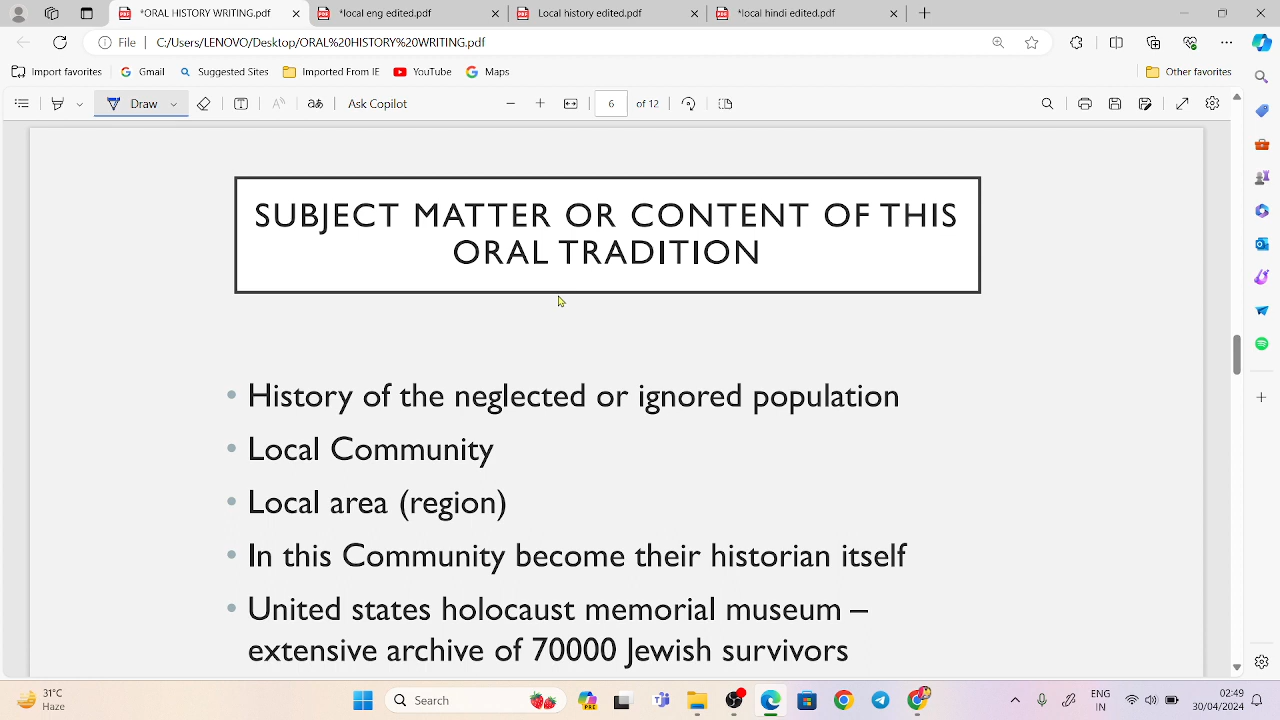 *ORAL HISTORY WRITING.pdf
*local eng edited.pdf
Local history edited.pdf
*local hindi edited.pdf
File
C:/Users/LENOVO/Desktop/ORAL%20HISTORY%20WRITING.pdf
Import favorites
Gmail
Suggested Sites
Imported From IE
YouTube
Maps
Other favorites
Draw
Ask Copilot
6
of 12
SUBJECT MATTER OR CONTENT OF THIS
ORAL TRADITION
• History of the neglected or ignored population
• Local Community
• Local area (region)
• In this Community become their historian itself
• United states holocaust memorial museum –
extensive archive of 70000 Jewish survivors
31°C
Haze
Search
ENG
IN
02:49
30/04/2024